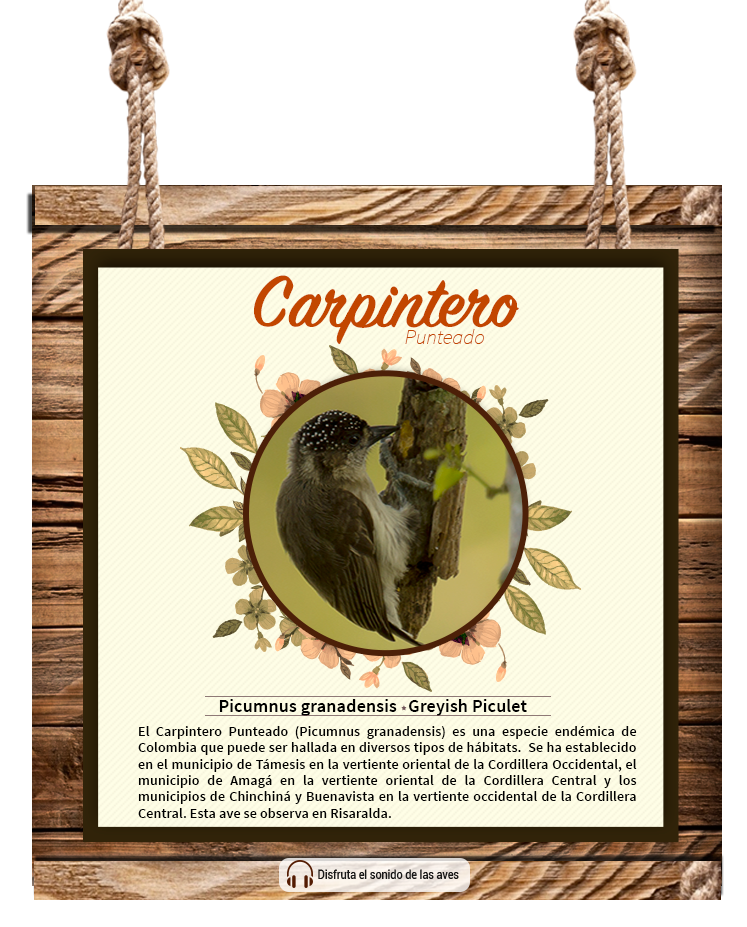 Carpintero
Punteado
Picumnus granadensis * Greyish Piculet
El Carpintero Punteado (Picumnus granadensis) es una especie endémica de
Colombia que puede ser hallada en diversos tipos de hábitats. Se ha establecido
en el municipio de Támesis en la vertiente oriental de la Cordillera Occidental, el
municipio de Amagá en la vertiente oriental de la Cordillera Central y los
municipios de Chinchiná y Buenavista en la vertiente occidental de la Cordillera
Central. Esta ave se observa en Risaralda.
Disfruta el sonido de las aves